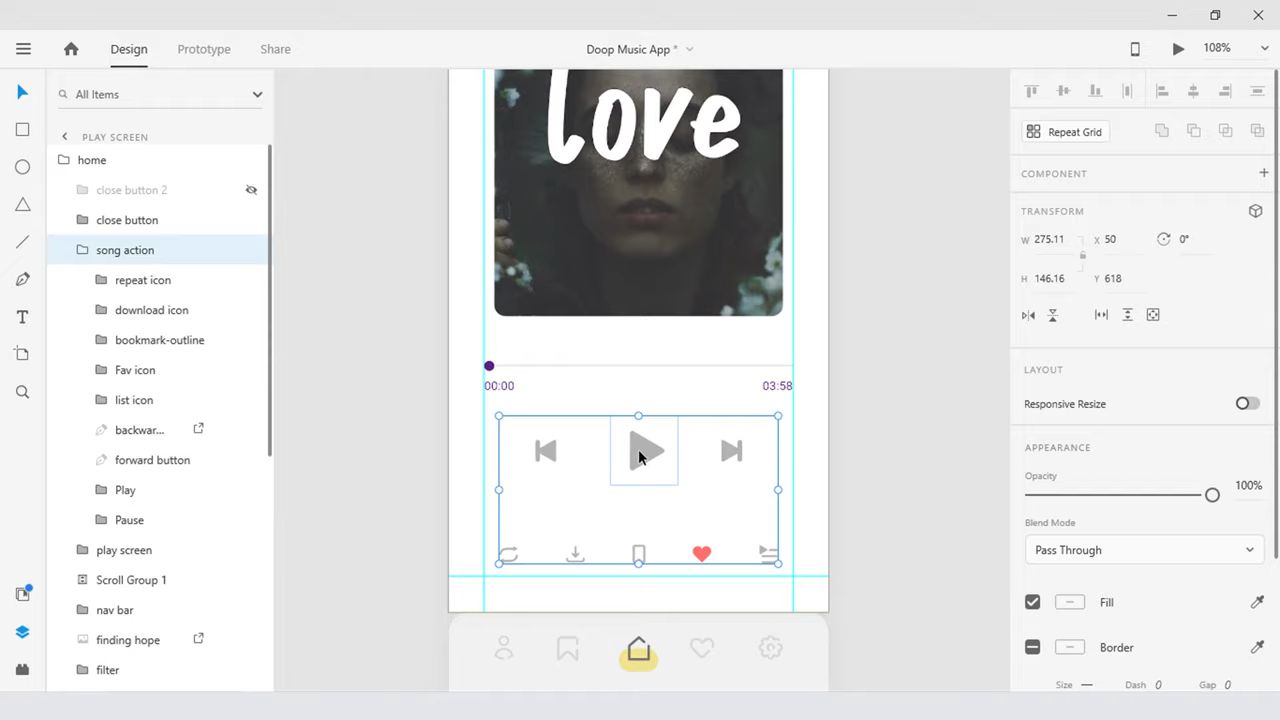 Design
Prototype
Share
Doop Music App *
108%
All Items
PLAY SCREEN
home
close button 2
close button
song action
repeat icon
download icon
bookmark-outline
Fav icon
list icon
backwar...
forward button
Play
Pause
play screen
Scroll Group 1
nav bar
finding hope
filter
love
00:00
03:58
Repeat Grid
COMPONENT
TRANSFORM
W 275.11 X 50 0°
H 146.16 Y 618
LAYOUT
Responsive Resize
APPEARANCE
Opacity
100%
Blend Mode
Pass Through
Fill
Border
Size Dash 0 Gap 0